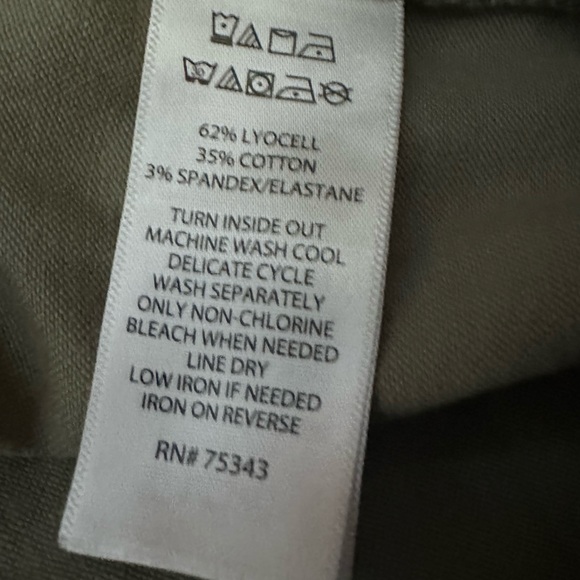 62% LYOCELL
35% COTTON
3% SPANDEX/ELASTANE
TURN INSIDE OUT
MACHINE WASH COOL
DELICATE CYCLE
WASH SEPARATELY
ONLY NON-CHLORINE
BLEACH WHEN NEEDED
LINE DRY
LOW IRON IF NEEDED
IRON ON REVERSE
RN# 75343